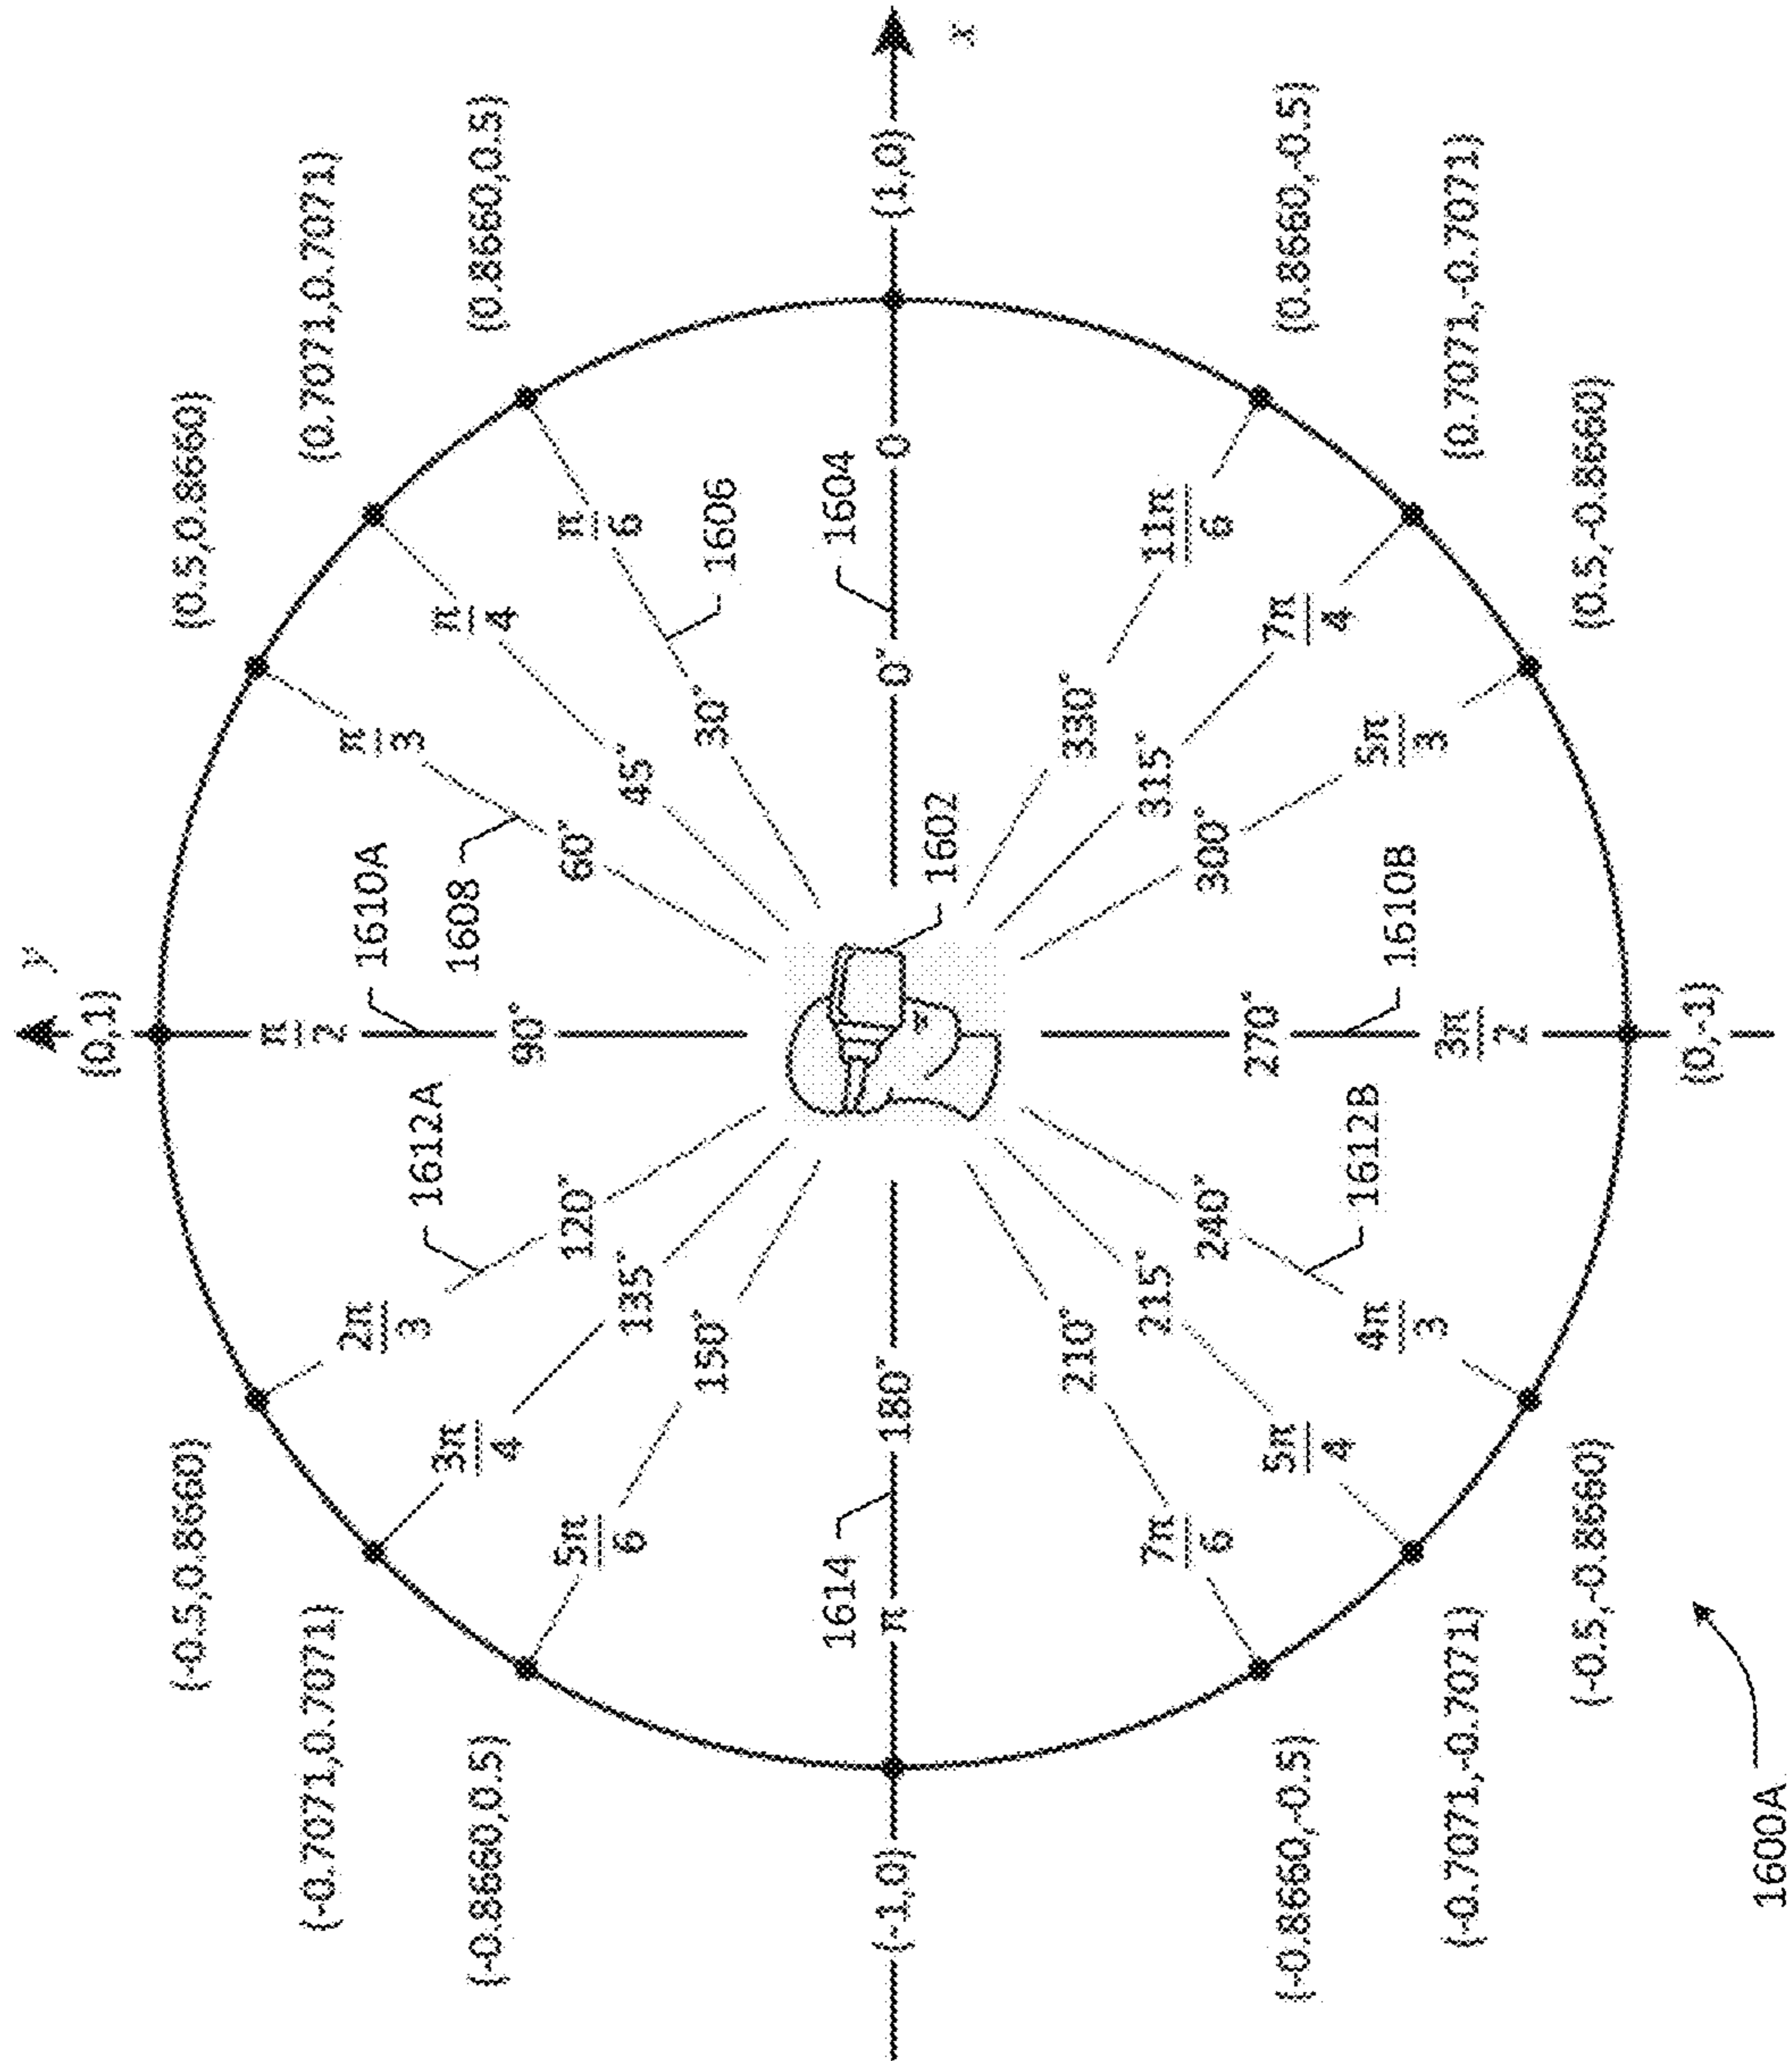 y
(0,1)
(-0.5,0.8660)
(0.5,0.8660)
(-0.7071,0.7071)
(0.7071,0.7071)
(-0.8660,0.5)
(0.8660,0.5)
π
2
1610A
2π
3
1612A
π
3
1608
3π
4
π
4
90°
120°
60°
5π
6
π
6
135°
45°
1606
150°
30°
1614
1604
(-1,0)
π
180°
0°
0
(1,0)
x
1602
210°
330°
7π
6
11π
6
215°
315°
240°
300°
5π
4
7π
4
270°
1612B
1610B
4π
3
5π
3
3π
2
(-0.8660,-0.5)
(0.8660,-0.5)
(-0.7071,-0.7071)
(0.7071,-0.7071)
(-0.5,-0.8660)
(0.5,-0.8660)
(0,-1)
1600A